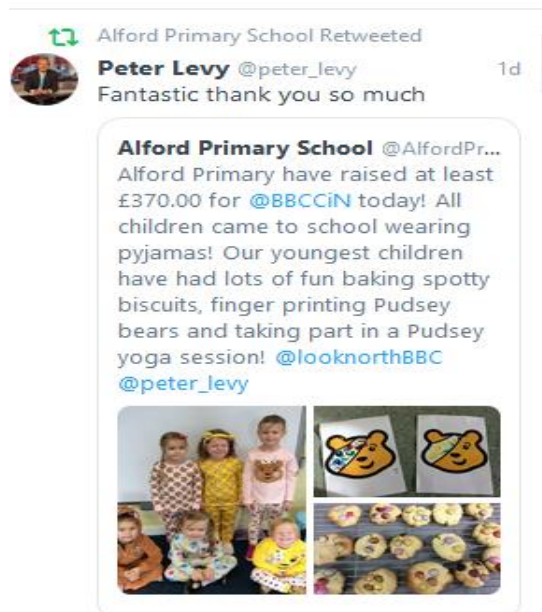 Alford Primary School Retweeted
Peter Levy @peter_levy 1d
Fantastic thank you so much
Alford Primary School @AlfordPr...
Alford Primary have raised at least
£370.00 for @BBCCiN today! All
children came to school wearing
pyjamas! Our youngest children
have had lots of fun baking spotty
biscuits, finger printing Pudsey
bears and taking part in a Pudsey
yoga session! @looknorthBBC
@peter_levy